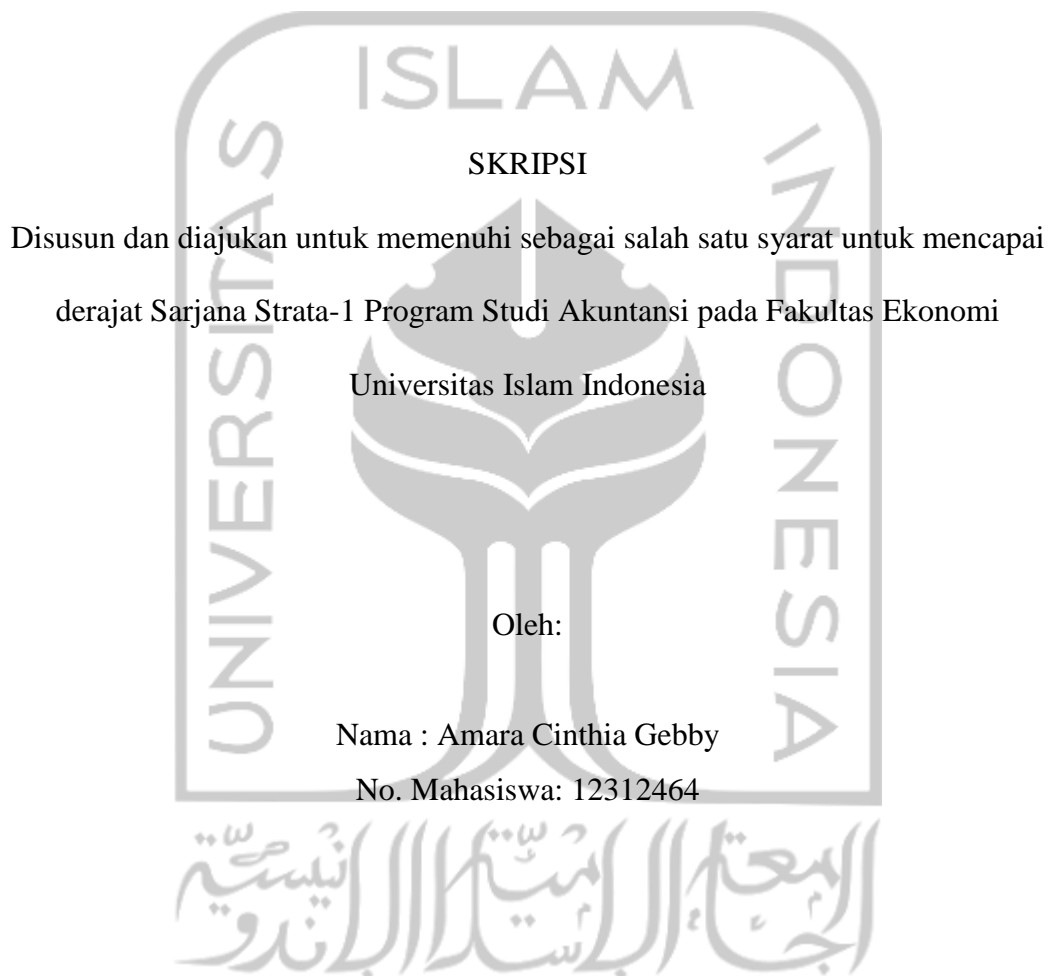 ISLAM
UNIVERSITAS
INDONESIA
SKRIPSI
Disusun dan diajukan untuk memenuhi sebagai salah satu syarat untuk mencapai
derajat Sarjana Strata-1 Program Studi Akuntansi pada Fakultas Ekonomi
Universitas Islam Indonesia
Oleh:
Nama : Amara Cinthia Gebby
No. Mahasiswa: 12312464